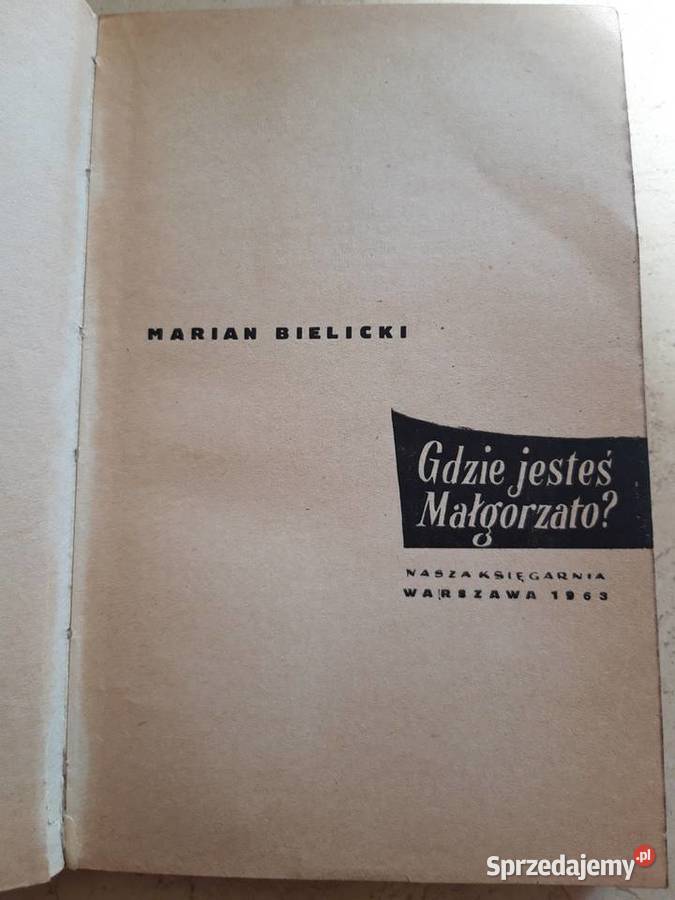 MARIAN BIELICKI
Gdzie jesteś
Małgorzato?
NASZA KSIĘGARNIA
WARSZAWA 1963
Sprzedajemy.pl